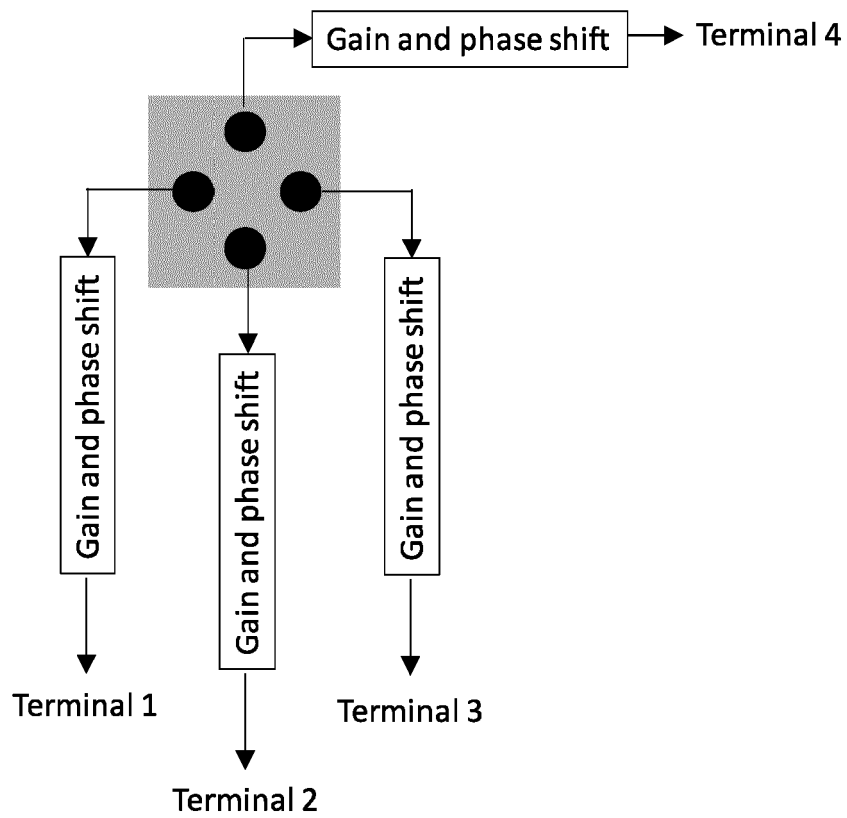 Gain and phase shift
Terminal 4
Gain and phase shift
Gain and phase shift
Gain and phase shift
Terminal 1
Terminal 3
Terminal 2